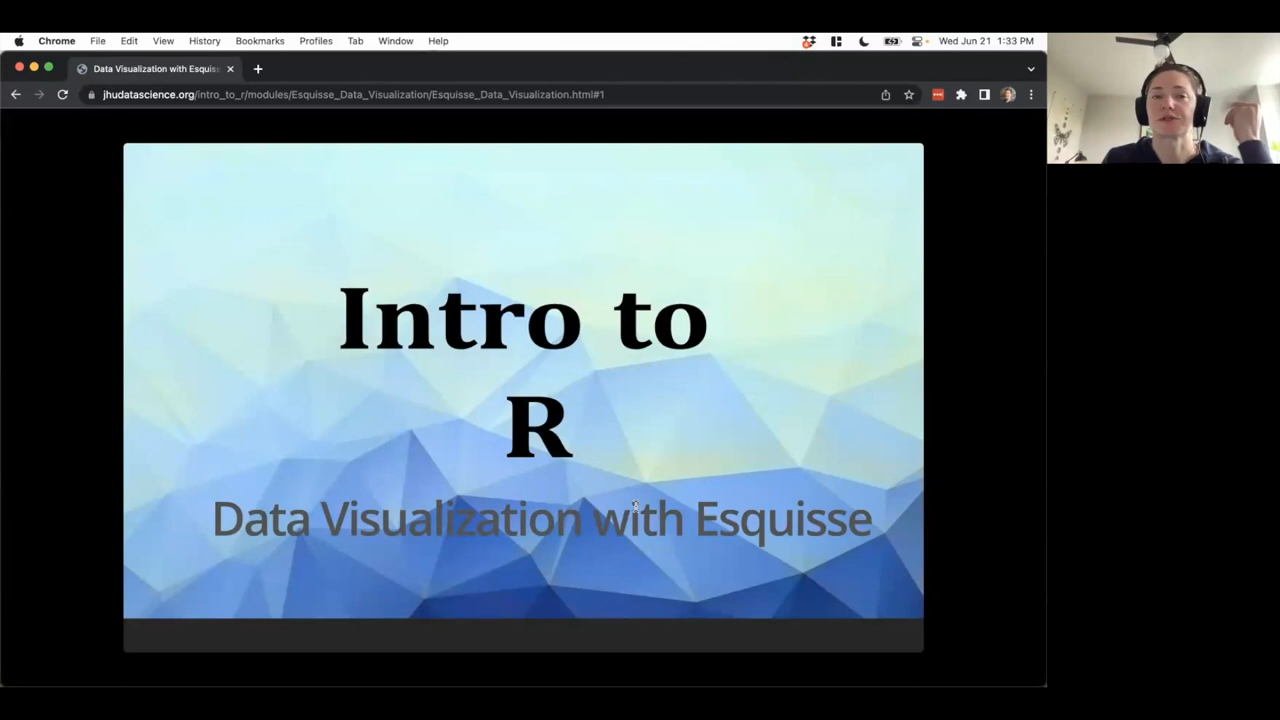 Chrome File Edit View History Bookmarks Profiles Tab Window Help Wed Jun 21 1:33 PM
Data Visualization with Esquiss
jhudatascience.org/intro_to_r/modules/Esquisse_Data_Visualization/Esquisse_Data_Visualization.html#1
Intro to
R
Data Visualization with Esquisse